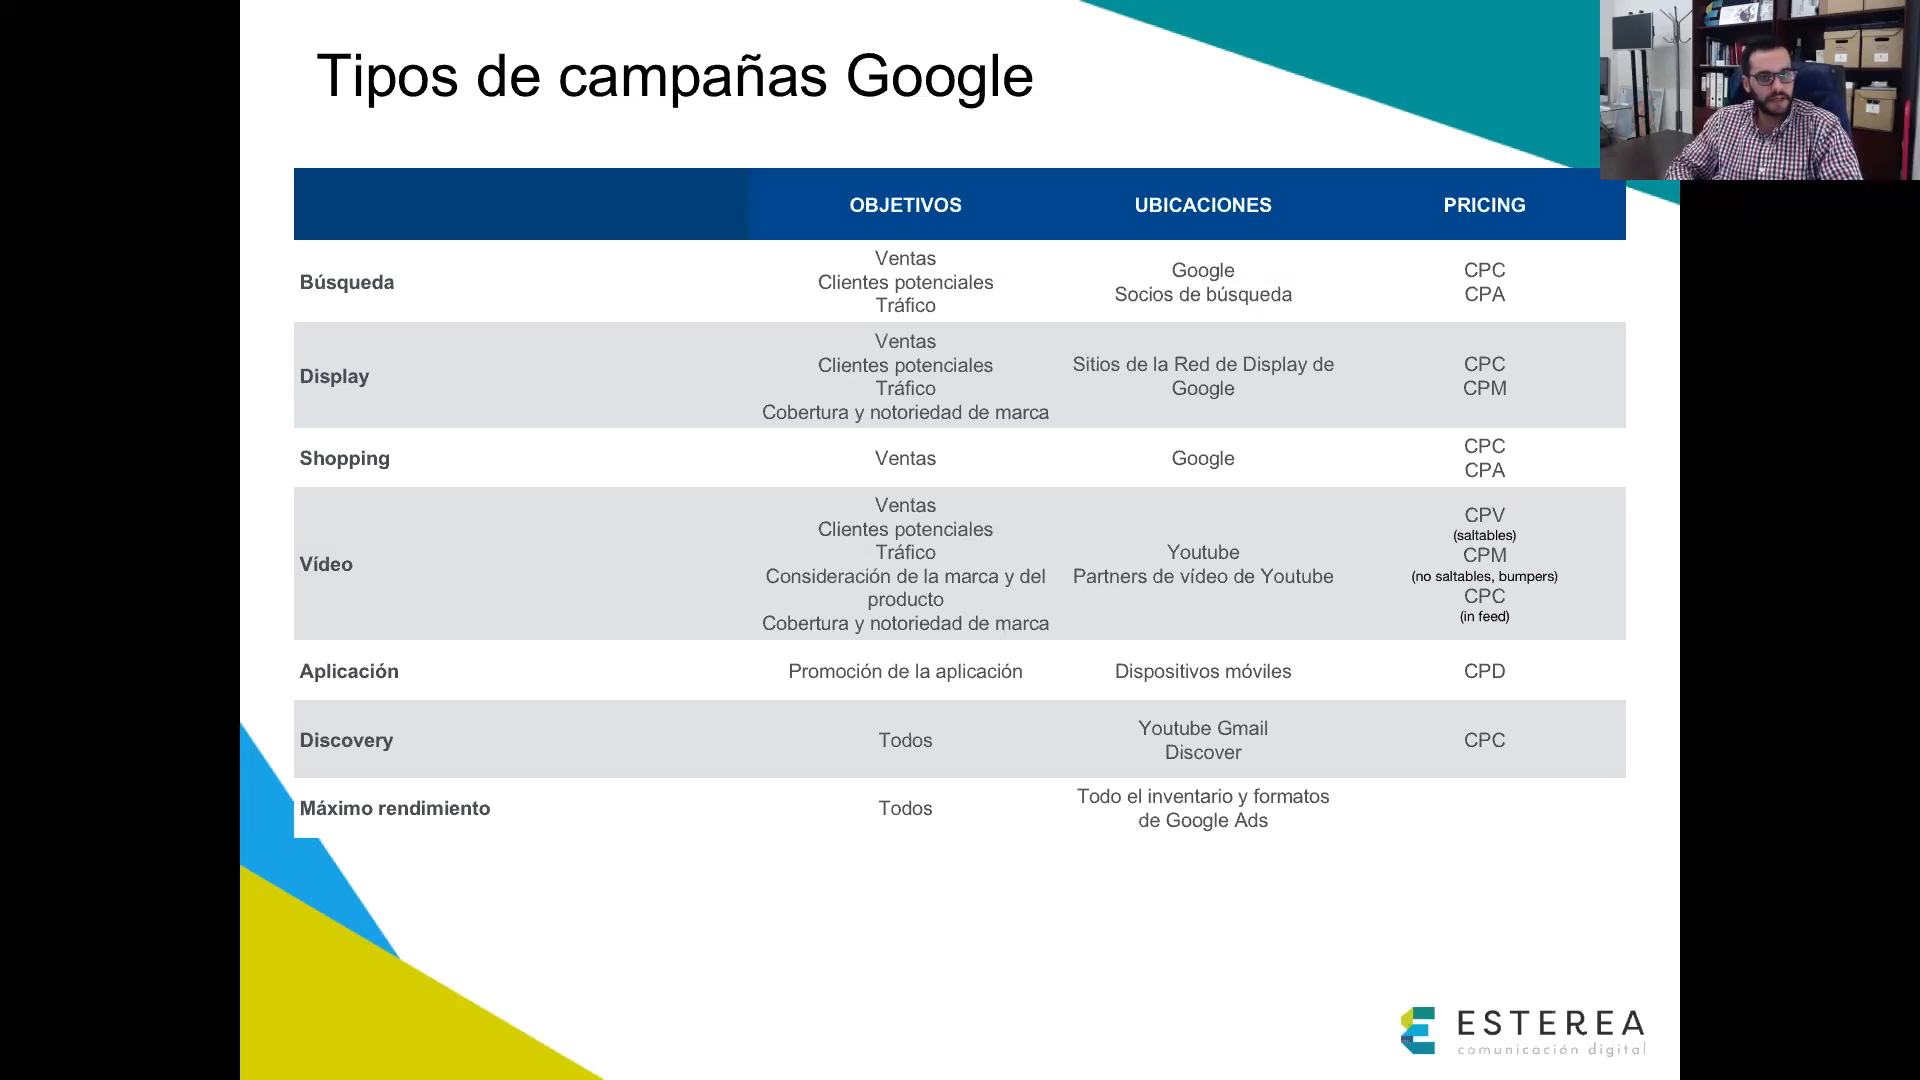 Tipos de campañas Google
OBJETIVOS
UBICACIONES
PRICING
Búsqueda
Ventas
Clientes potenciales
Tráfico
Google
Socios de búsqueda
CPC
CPA
Display
Ventas
Clientes potenciales
Tráfico
Cobertura y notoriedad de marca
Sitios de la Red de Display de
Google
CPC
CPM
Shopping
Ventas
Google
CPC
CPA
Vídeo
Ventas
Clientes potenciales
Tráfico
Consideración de la marca y del
producto
Cobertura y notoriedad de marca
Youtube
Partners de vídeo de Youtube
CPV
(saltables)
CPM
(no saltables, bumpers)
CPC
(in feed)
Aplicación
Promoción de la aplicación
Dispositivos móviles
CPD
Discovery
Todos
Youtube Gmail
Discover
CPC
Máximo rendimiento
Todos
Todo el inventario y formatos
de Google Ads
ESTEREA
comunicación digital